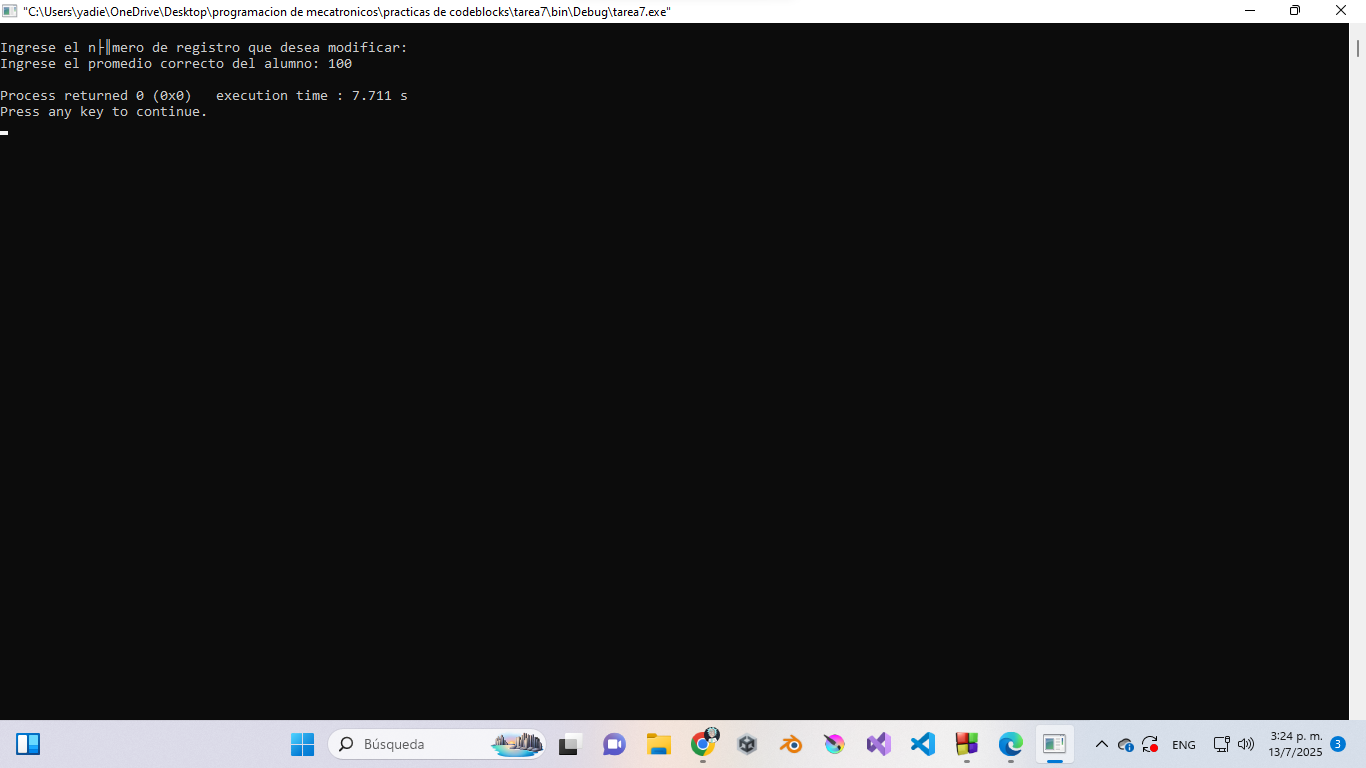 "C:\Users\yadie\OneDrive\Desktop\programacion de mecatronicos\practicas de codeblocks\tarea7\bin\Debug\tarea7.exe"
Ingrese el n├║mero de registro que desea modificar:
Ingrese el promedio correcto del alumno: 100
Process returned 0 (0x0)   execution time : 7.711 s
Press any key to continue.
Búsqueda
ENG
3:24 p. m.
13/7/2025
3